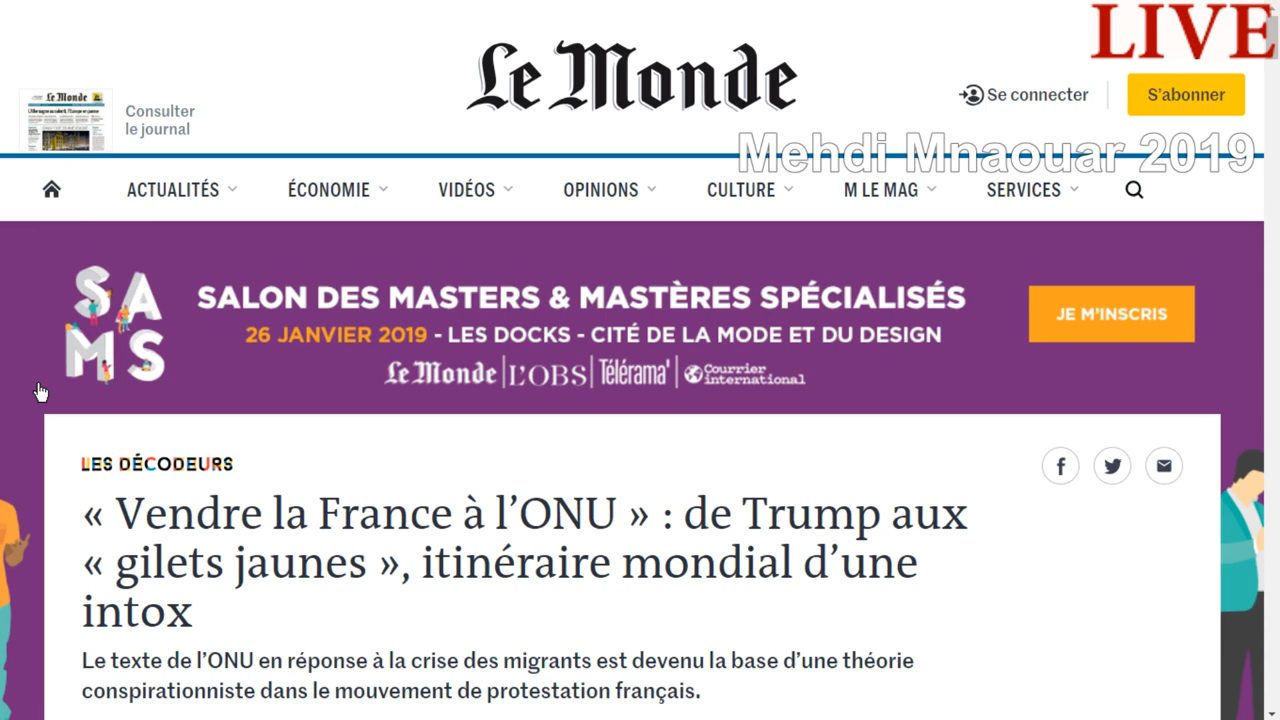 LIVE
Le Monde
Consulter
le journal
Se connecter
S'abonner
Mehdi Mnaouar 2019
ACTUALITÉS
ÉCONOMIE
VIDÉOS
OPINIONS
CULTURE
M LE MAG
SERVICES
SAMS
SALON DES MASTERS & MASTÈRES SPÉCIALISÉS
26 JANVIER 2019 - LES DOCKS - CITÉ DE LA MODE ET DU DESIGN
Le Monde L'OBS Télérama' Courrier international
JE M'INSCRIS
LES DÉCODEURS
« Vendre la France à l'ONU » : de Trump aux
« gilets jaunes », itinéraire mondial d'une
intox
Le texte de l'ONU en réponse à la crise des migrants est devenu la base d'une théorie
conspirationniste dans le mouvement de protestation français.